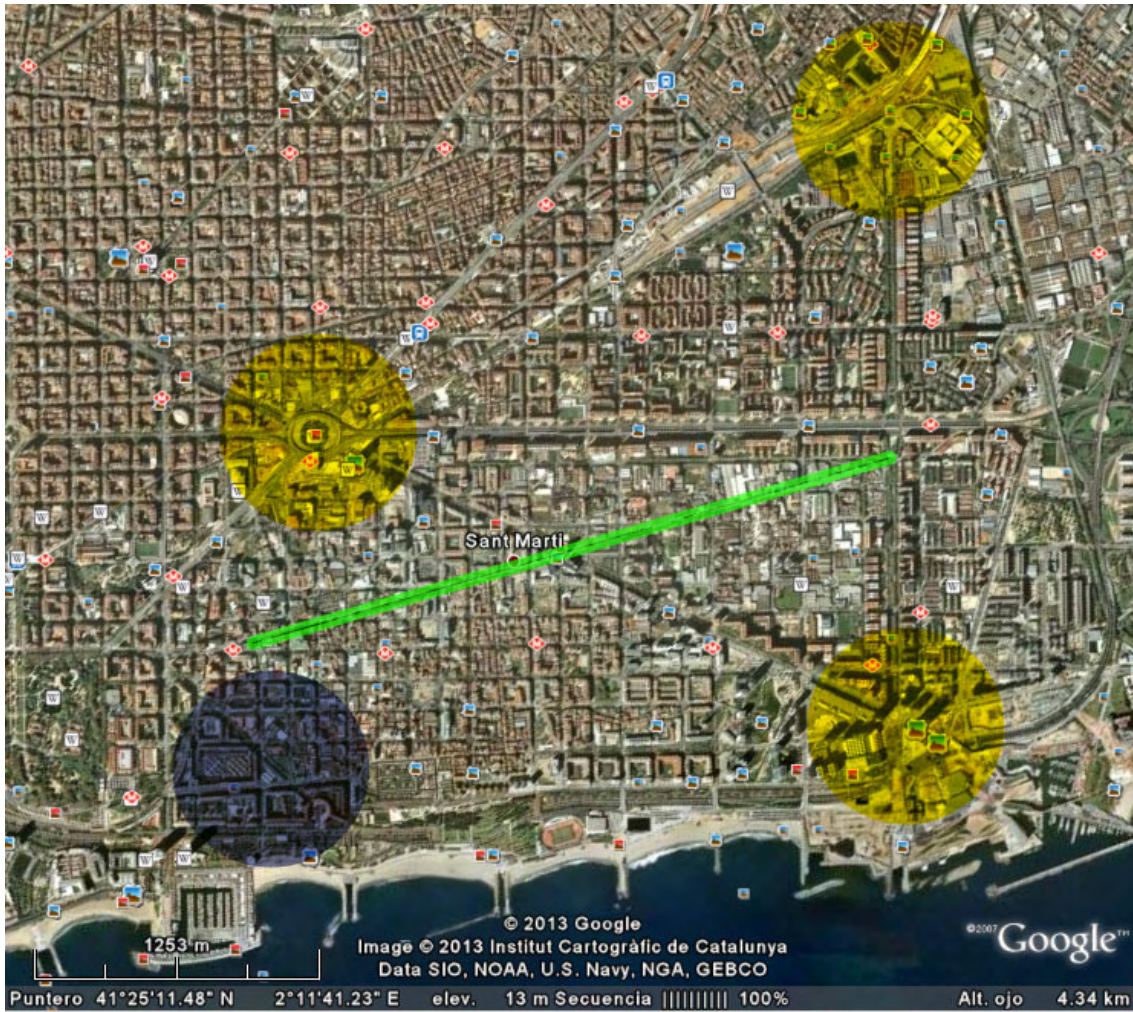 Sant Martí
© 2013 Google
Image © 2013 Institut Cartogràfic de Catalunya
Data SIO, NOAA, U.S. Navy, NGA, GEBCO
©2007 Google™
1253 m
Puntero 41°25'11.48" N 2°11'41.23" E elev. 13 m Secuencia |||||||||| 100% Alt. ojo 4.34 km